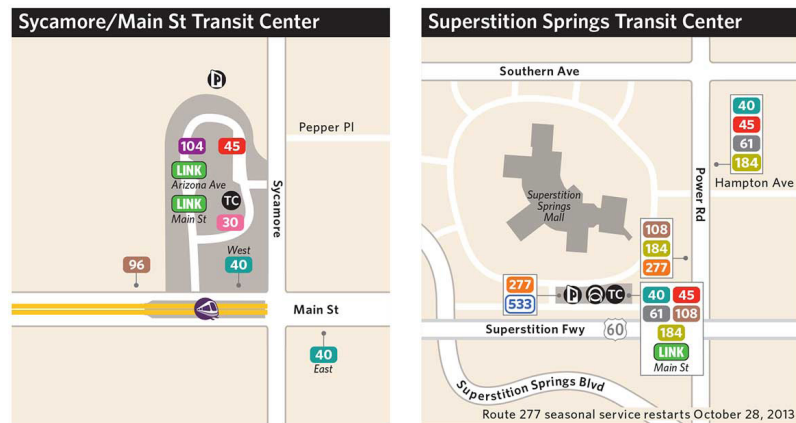 Sycamore/Main St Transit Center
P
Pepper Pl
104
45
LINK
Arizona Ave
LINK
Main St
TC
30
Sycamore
West
96
40
Main St
40
East
Superstition Springs Transit Center
Southern Ave
40
45
61
184
Hampton Ave
Power Rd
Superstition
Springs
Mall
108
184
277
277
533
P
TC
40 45
61 108
184
LINK
Main St
Superstition Fwy 60
Superstition Springs Blvd
Route 277 seasonal service restarts October 28, 2013